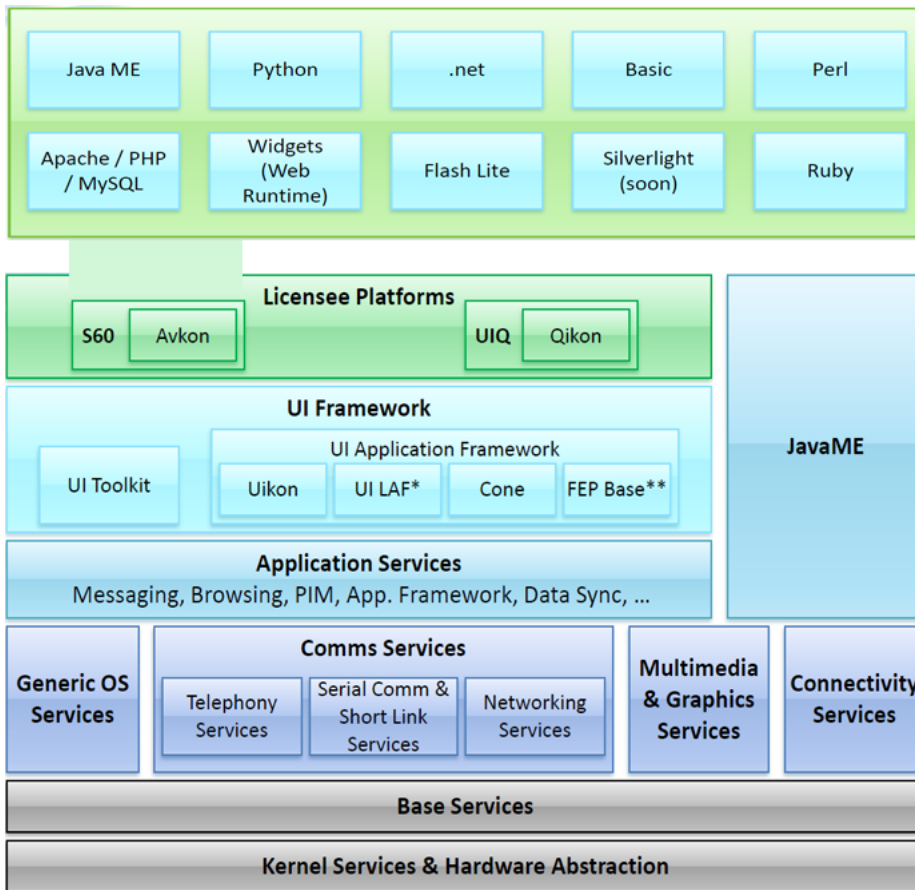 Java ME
Python
.net
Basic
Perl
Apache / PHP
/ MySQL
Widgets
(Web
Runtime)
Flash Lite
Silverlight
(soon)
Ruby
Licensee Platforms
S60
Avkon
UIQ
Qikon
UI Framework
UI Toolkit
UI Application Framework
Uikon
UI LAF*
Cone
FEP Base**
JavaME
Application Services
Messaging, Browsing, PIM, App. Framework, Data Sync, ...
Generic OS
Services
Comms Services
Telephony
Services
Serial Comm &
Short Link
Services
Networking
Services
Multimedia
& Graphics
Services
Connectivity
Services
Base Services
Kernel Services & Hardware Abstraction